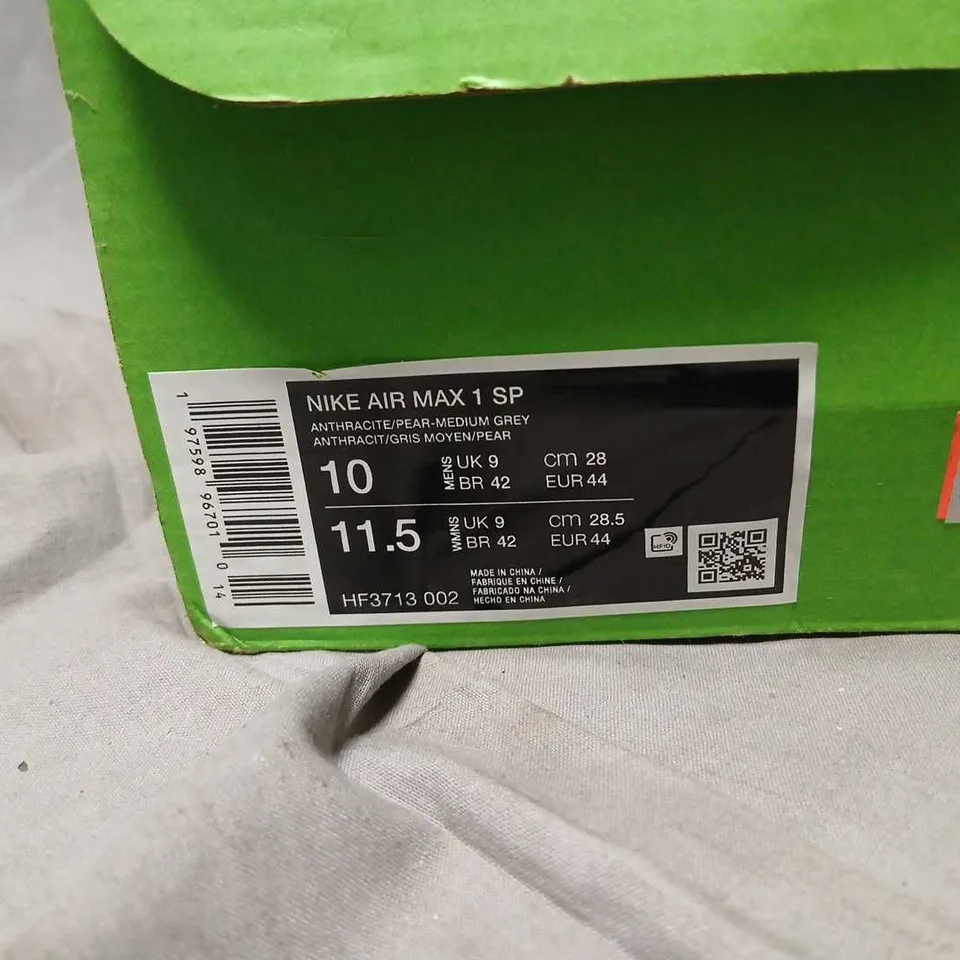 NIKE AIR MAX 1 SP
ANTHRACITE/PEAR-MEDIUM GREY
ANTHRACIT/GRIS MOYEN/PEAR
10 MENS UK 9 cm 28
BR 42 EUR 44
11.5 WMNS UK 9 cm 28.5
BR 42 EUR 44
HF3713 002
MADE IN CHINA /
FABRIQUE EN CHINE /
FABRICADO NA CHINA /
HECHO EN CHINA
RFID
1 97598 96701 0 14